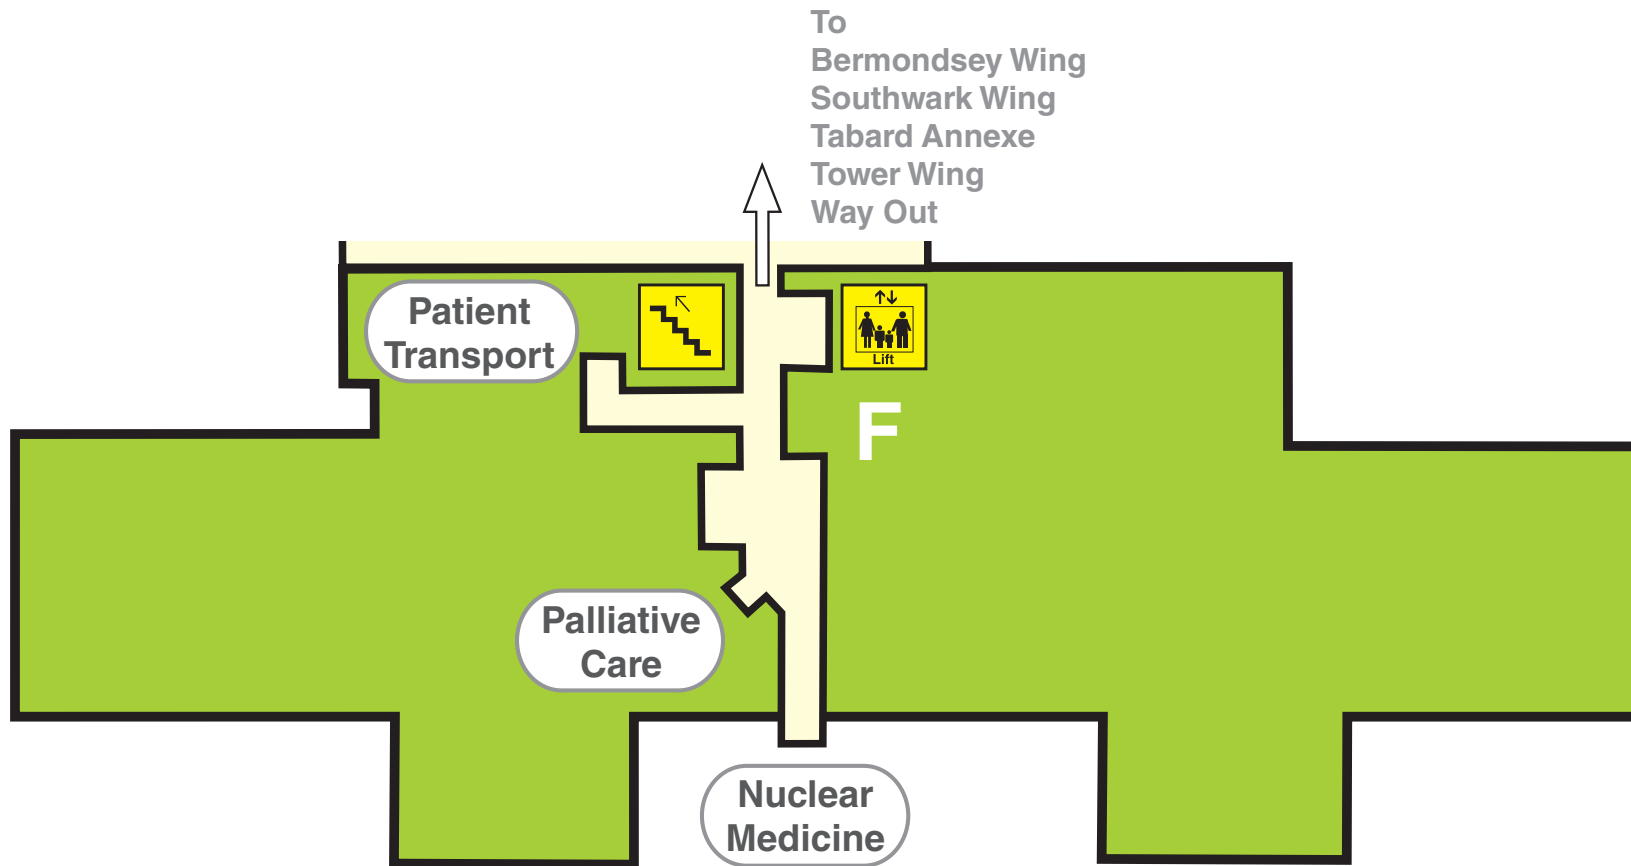 To
Bermondsey Wing
Southwark Wing
Tabard Annexe
Tower Wing
Way Out
Patient
Transport
Lift
F
Palliative
Care
Nuclear
Medicine